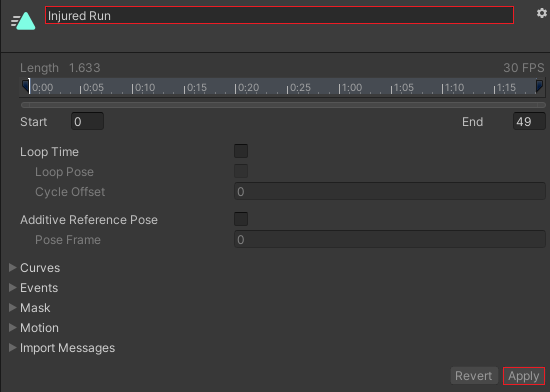 Injured Run
Length 1.633 30 FPS
0:00 0:05 0:10 0:15 0:20 0:25 1:00 1:05 1:10 1:15
Start 0 End 49
Loop Time
Loop Pose
Cycle Offset 0
Additive Reference Pose
Pose Frame 0
Curves
Events
Mask
Motion
Import Messages
Revert Apply